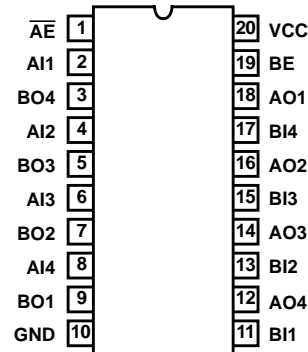 AE 1 20 VCC
AI1 2 19 BE
BO4 3 18 AO1
AI2 4 17 BI4
BO3 5 16 AO2
AI3 6 15 BI3
BO2 7 14 AO3
AI4 8 13 BI2
BO1 9 12 AO4
GND 10 11 BI1